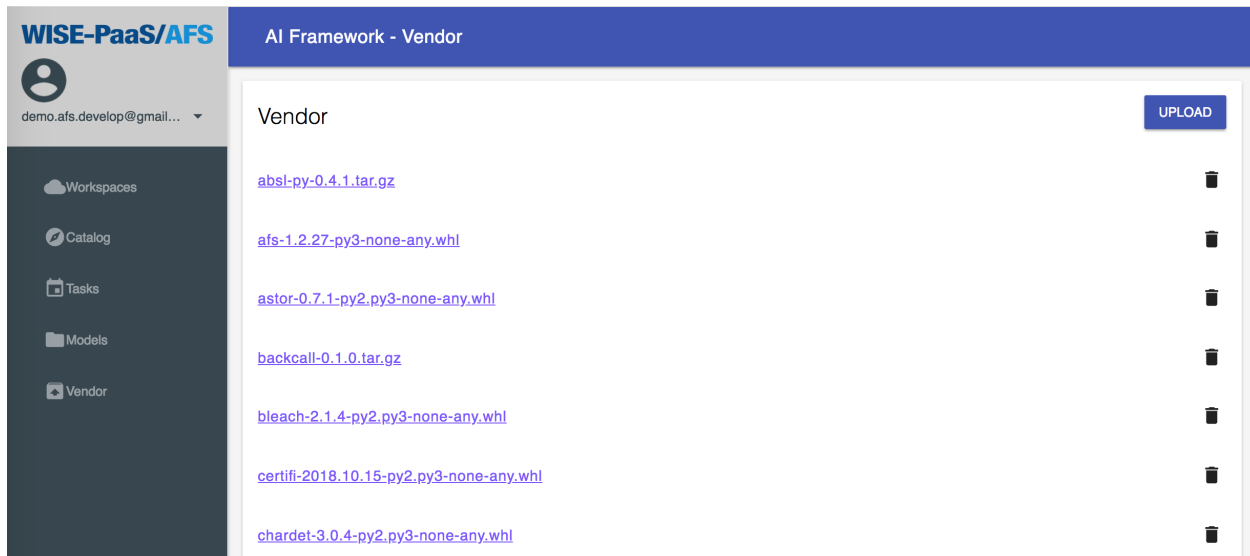 WISE-PaaS/AFS
demo.afs.develop@gmail...
Workspaces
Catalog
Tasks
Models
Vendor
AI Framework - Vendor
Vendor
UPLOAD
absl-py-0.4.1.tar.gz
afs-1.2.27-py3-none-any.whl
astor-0.7.1-py2.py3-none-any.whl
backcall-0.1.0.tar.gz
bleach-2.1.4-py2.py3-none-any.whl
certifi-2018.10.15-py2.py3-none-any.whl
chardet-3.0.4-py2.py3-none-any.whl